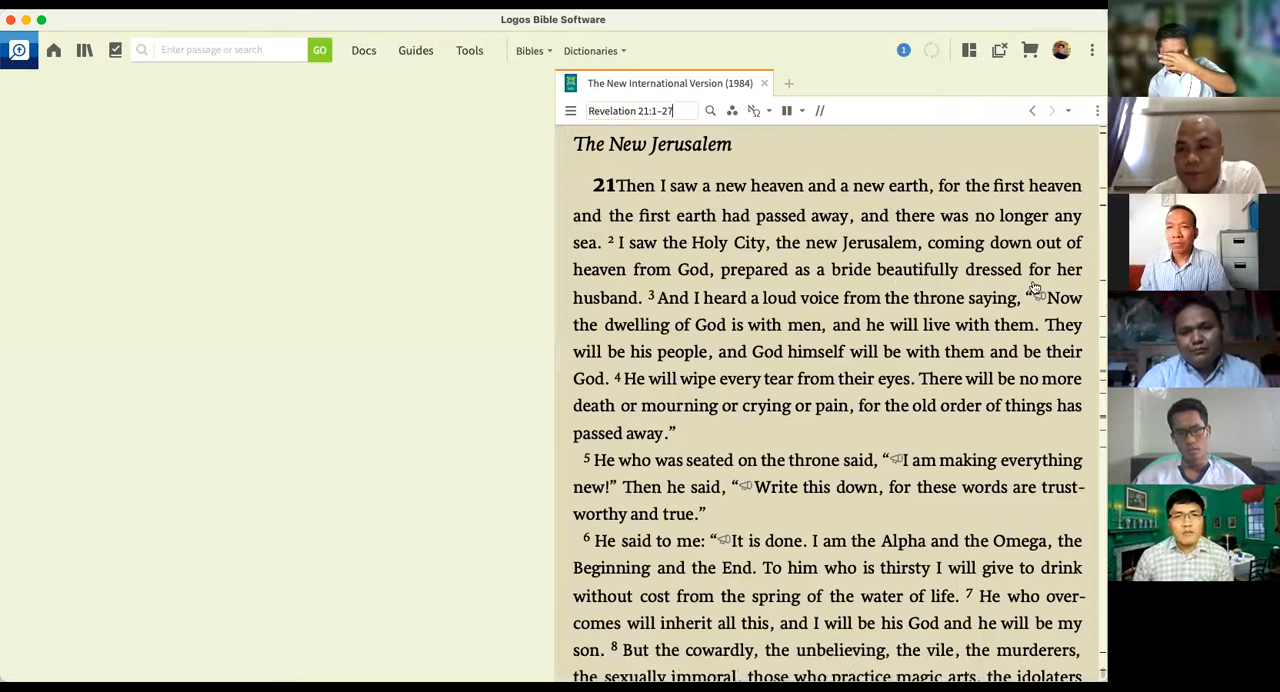 Logos Bible Software
Enter passage or search GO Docs Guides Tools Bibles Dictionaries 1
The New International Version (1984)
Revelation 21:1–27
The New Jerusalem
21Then I saw a new heaven and a new earth, for the first heaven
and the first earth had passed away, and there was no longer any
sea. 2 I saw the Holy City, the new Jerusalem, coming down out of
heaven from God, prepared as a bride beautifully dressed for her
husband. 3 And I heard a loud voice from the throne saying, “Now
the dwelling of God is with men, and he will live with them. They
will be his people, and God himself will be with them and be their
God. 4 He will wipe every tear from their eyes. There will be no more
death or mourning or crying or pain, for the old order of things has
passed away.”
5 He who was seated on the throne said, “I am making everything
new!” Then he said, “Write this down, for these words are trust-
worthy and true.”
6 He said to me: “It is done. I am the Alpha and the Omega, the
Beginning and the End. To him who is thirsty I will give to drink
without cost from the spring of the water of life. 7 He who over-
comes will inherit all this, and I will be his God and he will be my
son. 8 But the cowardly, the unbelieving, the vile, the murderers,
the sexually immoral, those who practice magic arts, the idolaters